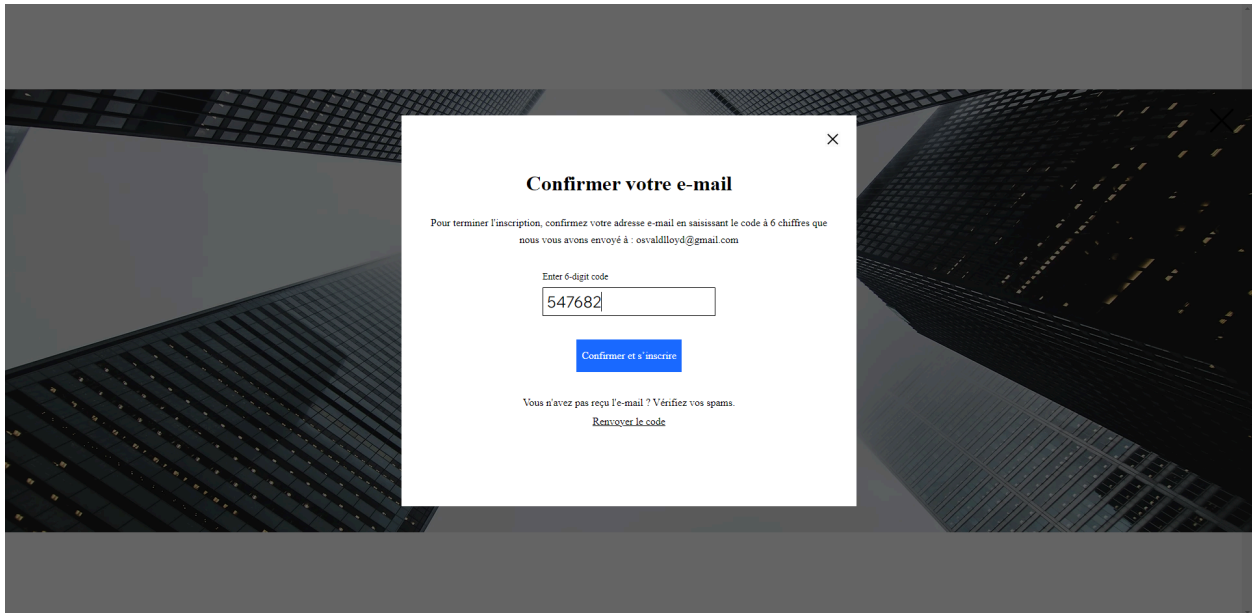 Confirmer votre e-mail
Pour terminer l'inscription, confirmez votre adresse e-mail en saisissant le code à 6 chiffres que
nous vous avons envoyé à : osvaldlloyd@gmail.com
Enter 6-digit code
547682
Confirmer et s'inscrire
Vous n'avez pas reçu l'e-mail ? Vérifiez vos spams.
Renvoyer le code